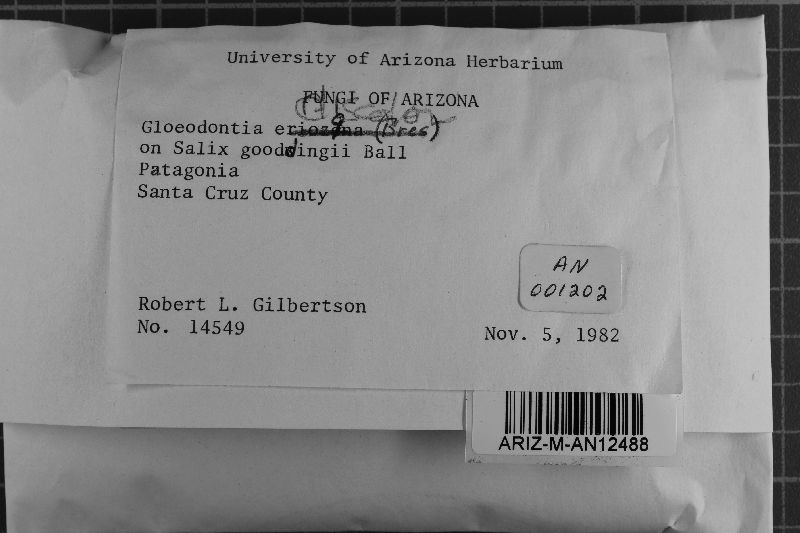 University of Arizona Herbarium
FUNGI OF ARIZONA
Gloeodontia eriozona (Bres)
on Salix gooddingii Ball
Patagonia
Santa Cruz County
AN
001202
Robert L. Gilbertson
No. 14549
Nov. 5, 1982
ARIZ-M-AN12488